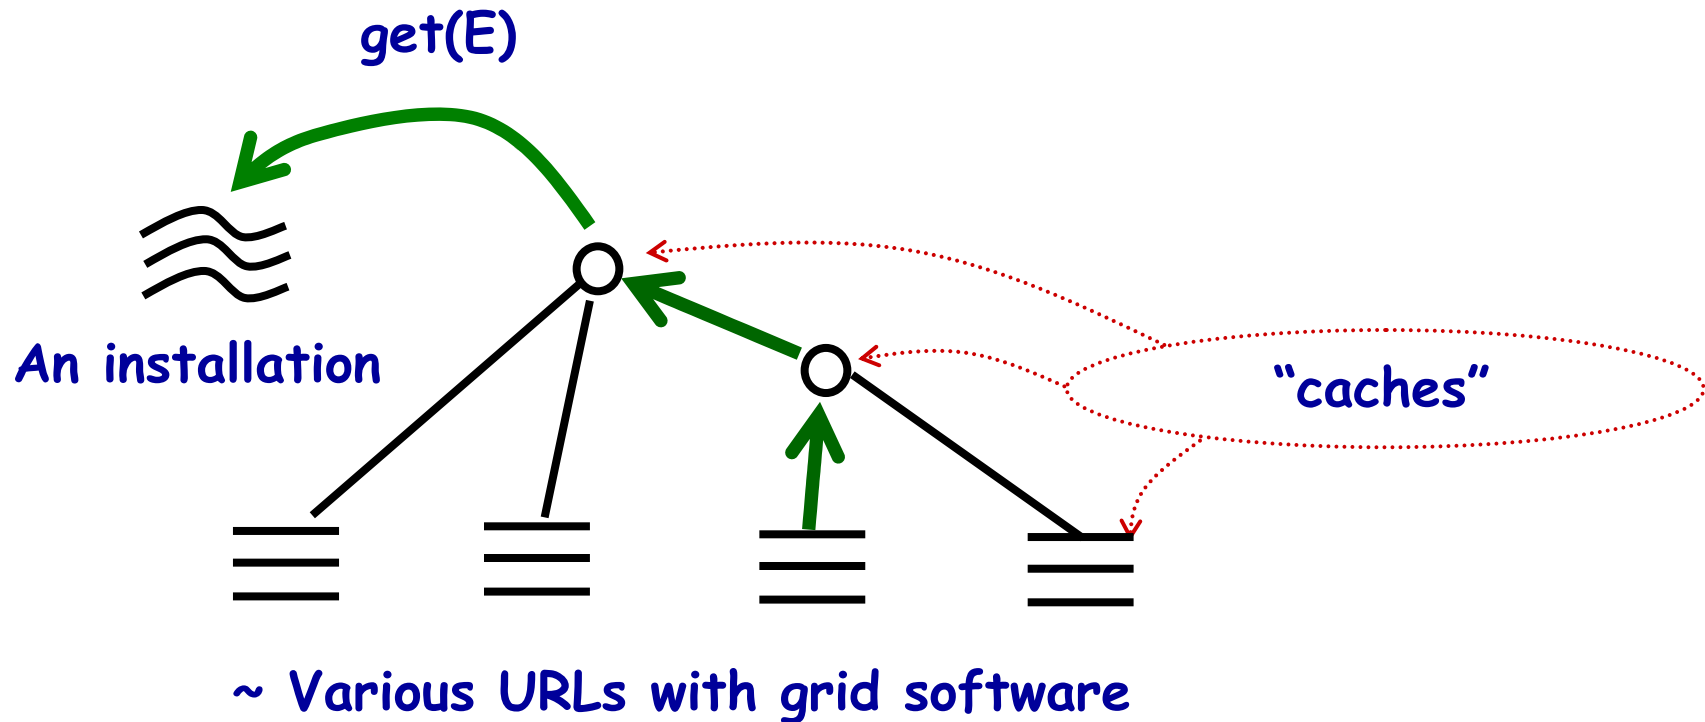 get(E)
An installation
“caches”
~ Various URLs with grid software